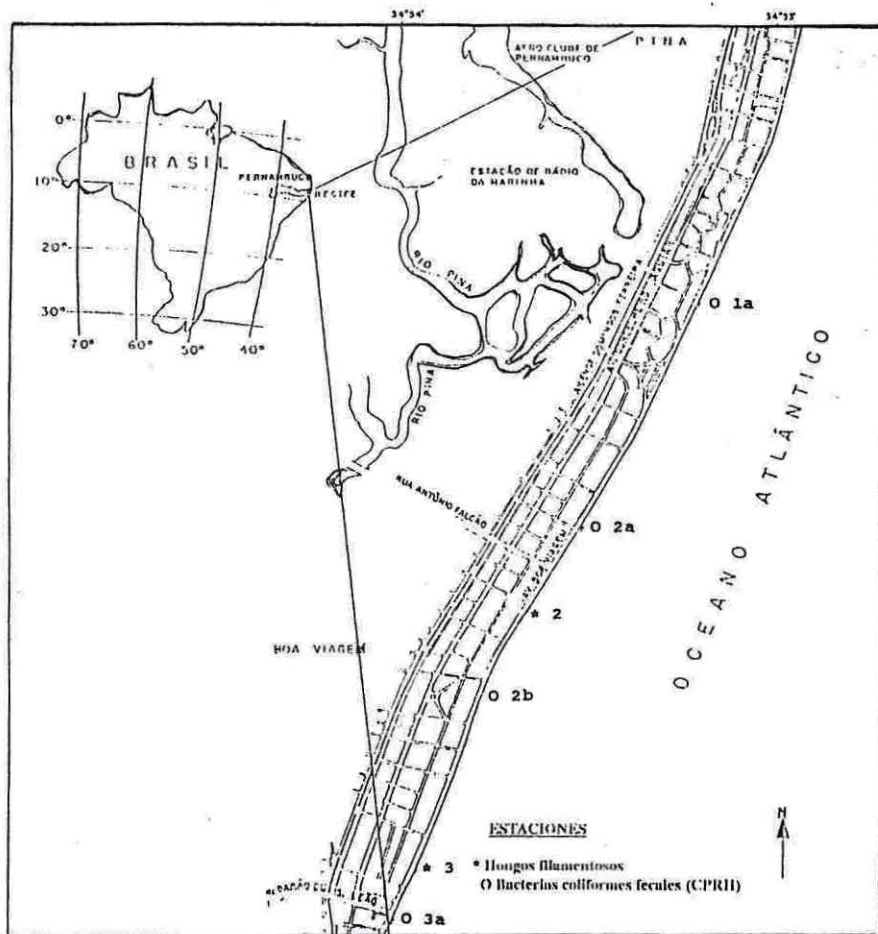 34°54'
34°53'
PINA
AERO CLUBE DE
PERNAMBUCO
0°
BRASIL
PERNAMBUCO
RECIFE
10°
20°
30°
70° 60° 50° 40°
ESTAÇÃO DE RÁDIO
DA MARINHA
RIO PINA
O 1a
RIO PINA
OCEANO ATLÂNTICO
RUA ANTÔNIO FALCÃO
O 2a
* 2
BOA VIAGEM
O 2b
N
ESTACIONES
* 3
* Hongos filamentosos
O Bacterias coliformes fecales (CPRH)
O 3a